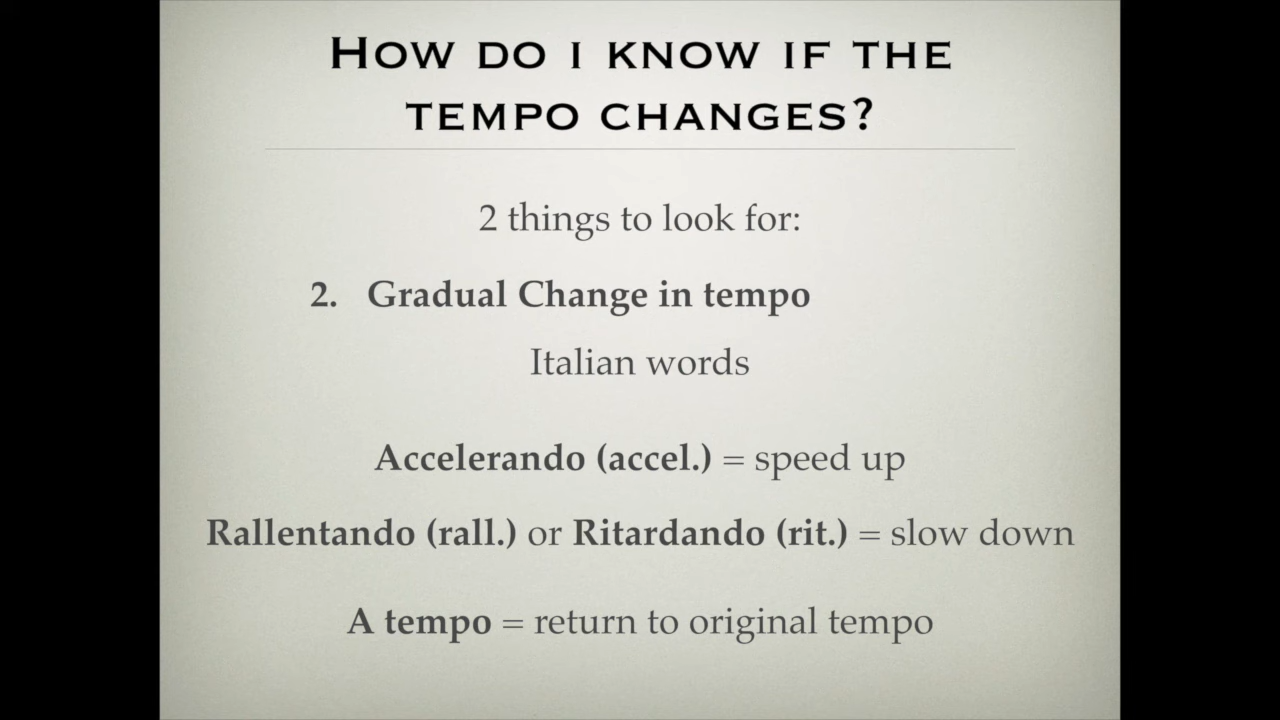 HOW DO I KNOW IF THE
TEMPO CHANGES?
2 things to look for:
2. Gradual Change in tempo
Italian words
Accelerando (accel.) = speed up
Rallentando (rall.) or Ritardando (rit.) = slow down
A tempo = return to original tempo